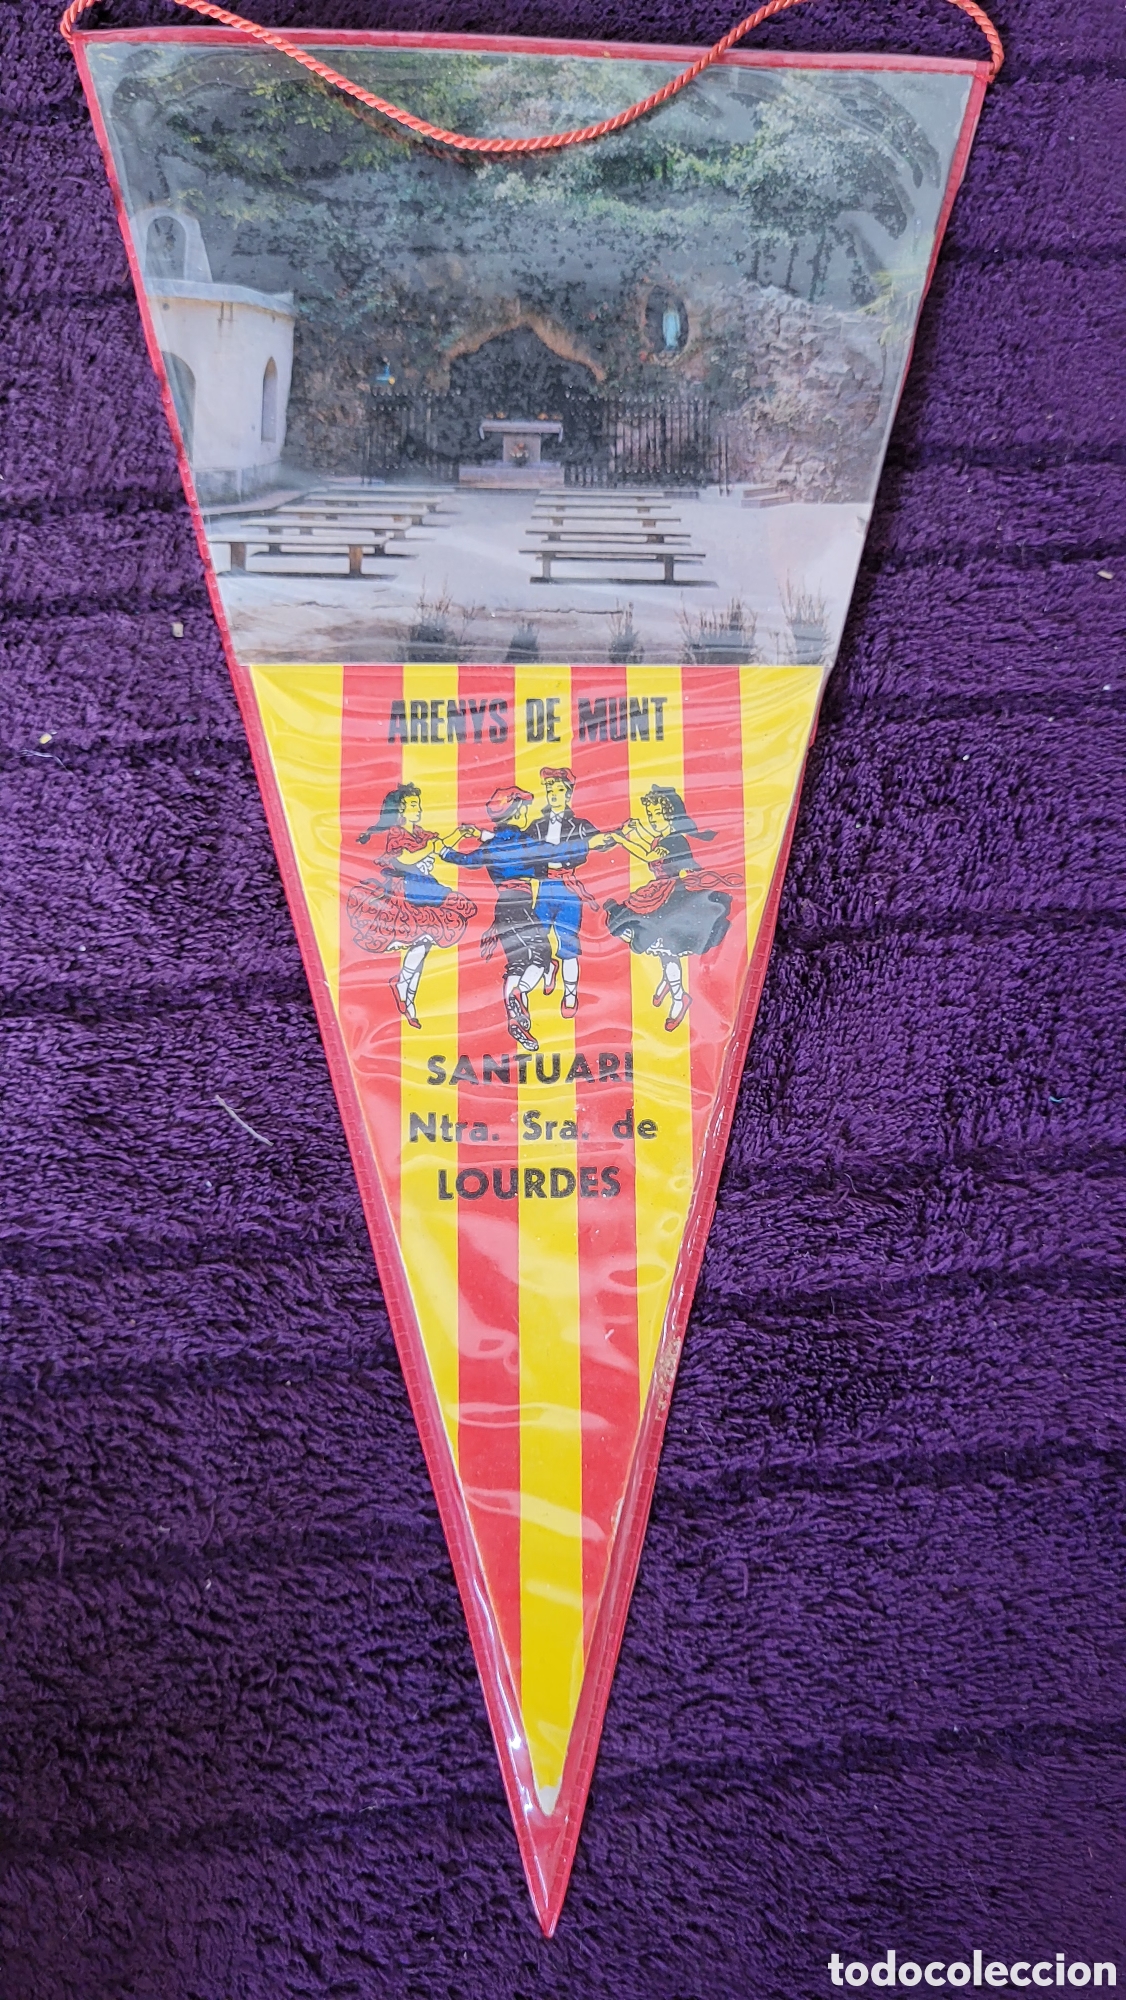 ARENYS DE MUNT
SANTUARI
Ntra. Sra. de
LOURDES
todocoleccion